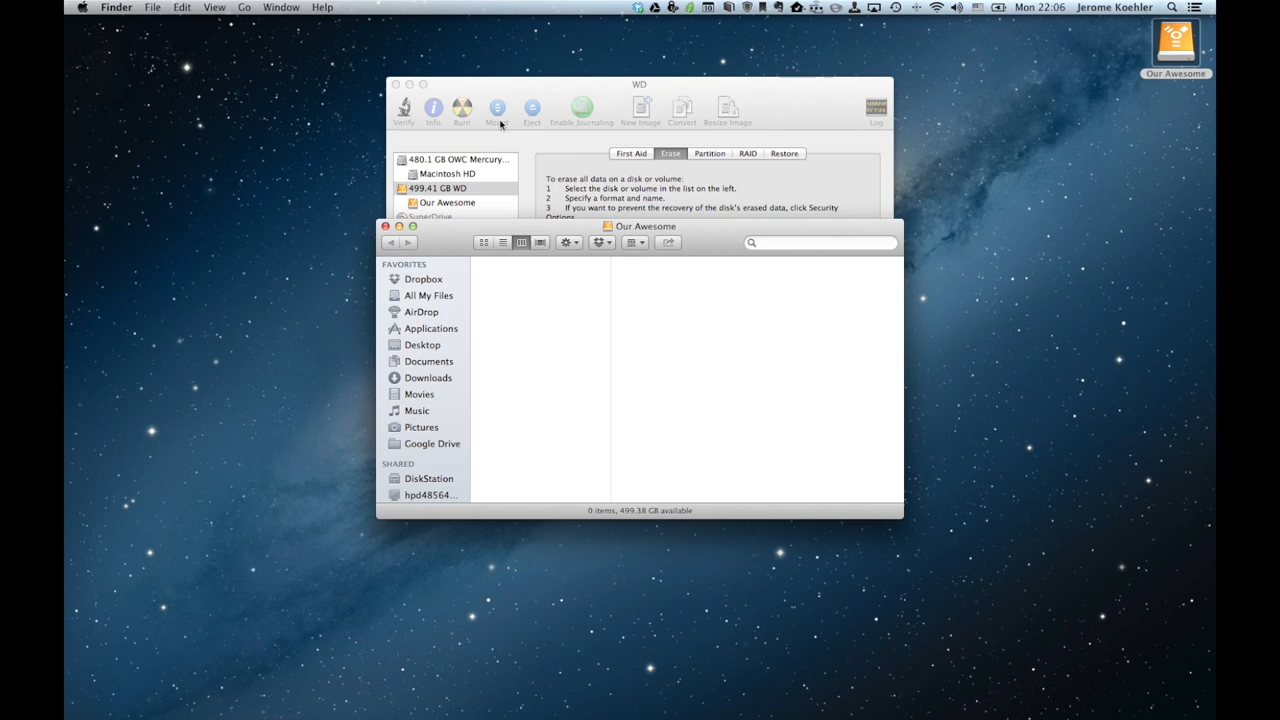 Finder File Edit View Go Window Help
10
Mon 22:06 Jerome Koehler
Our Awesome
WD
Verify Info Burn Mount Eject Enable Journaling New Image Convert Resize Image Log
First Aid Erase Partition RAID Restore
480.1 GB OWC Mercury...
Macintosh HD
499.41 GB WD
Our Awesome
SuperDrive
To erase all data on a disk or volume:
1 Select the disk or volume in the list on the left.
2 Specify a format and name.
3 If you want to prevent the recovery of the disk's erased data, click Security
Options
Our Awesome
FAVORITES
Dropbox
All My Files
AirDrop
Applications
Desktop
Documents
Downloads
Movies
Music
Pictures
Google Drive
SHARED
DiskStation
hpd48564...
0 items, 499.38 GB available